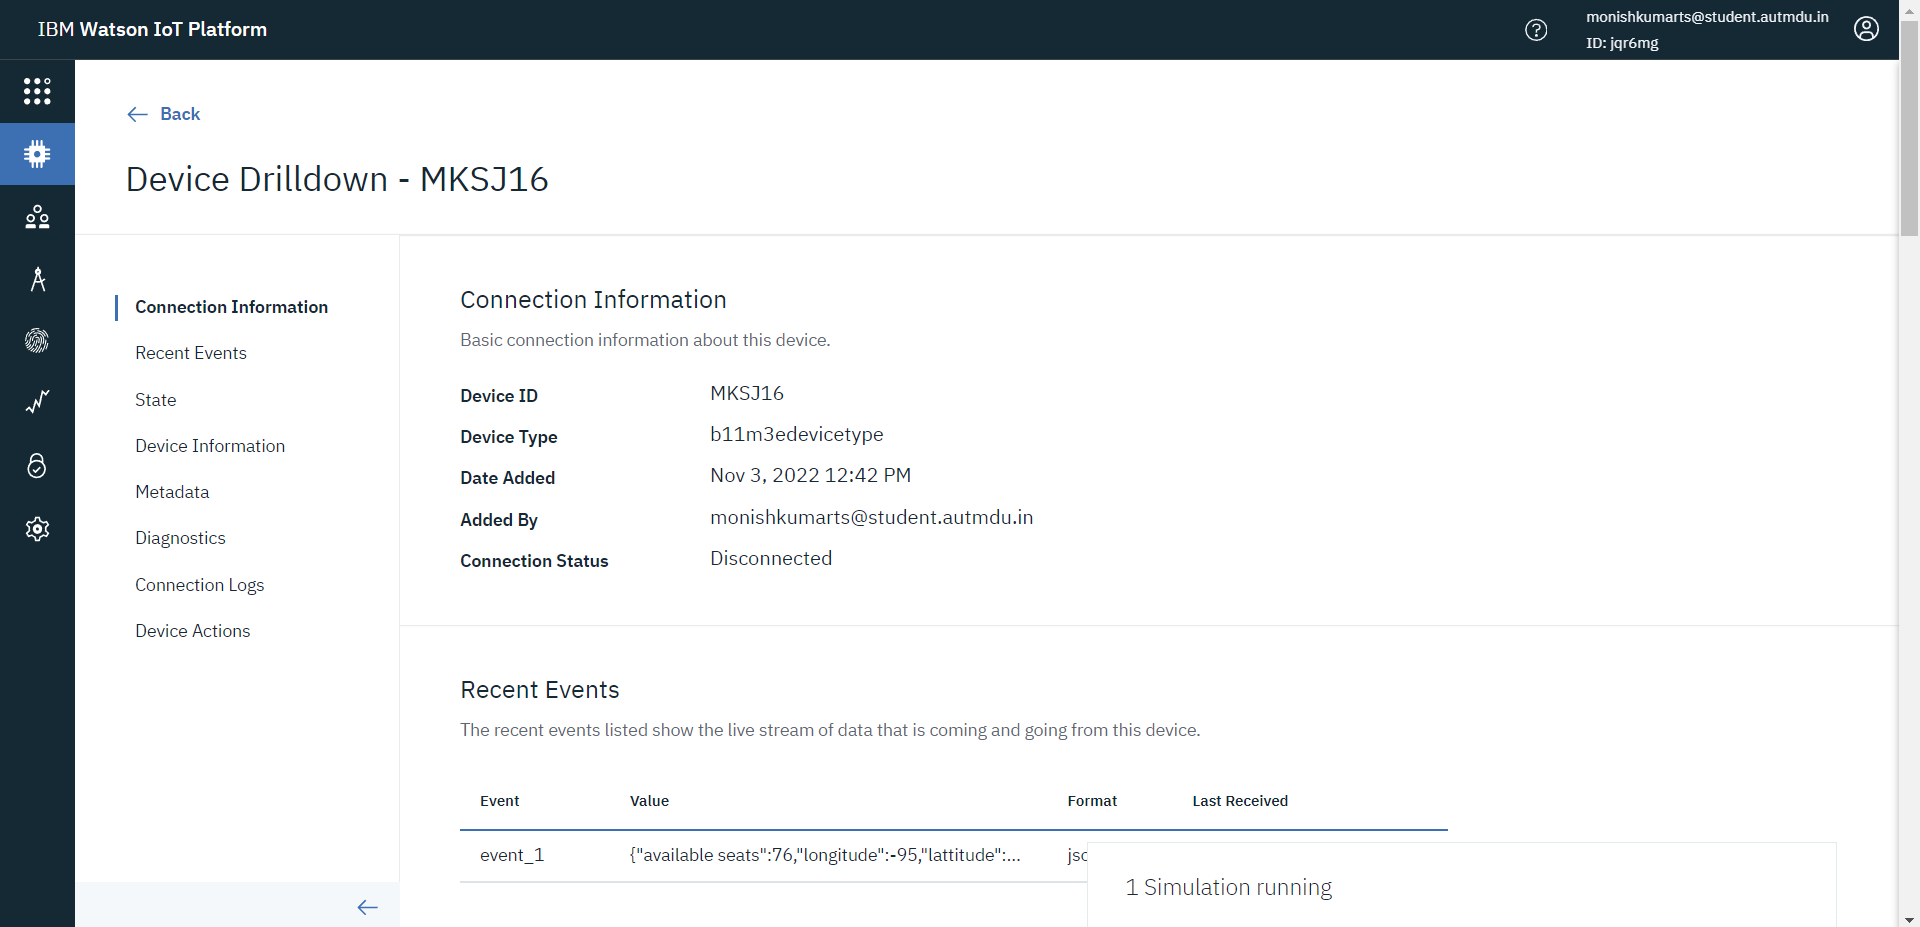 IBM Watson IoT Platform
monishkumarts@student.autmdu.in
ID: jqr6mg
Back
Device Drilldown - MKSJ16
Connection Information
Recent Events
State
Device Information
Metadata
Diagnostics
Connection Logs
Device Actions
Connection Information
Basic connection information about this device.
Device ID MKSJ16
Device Type b11m3edevicetype
Date Added Nov 3, 2022 12:42 PM
Added By monishkumarts@student.autmdu.in
Connection Status Disconnected
Recent Events
The recent events listed show the live stream of data that is coming and going from this device.
Event Value Format Last Received
event_1 {"available seats":76,"longitude":-95,"lattitude":...
1 Simulation running